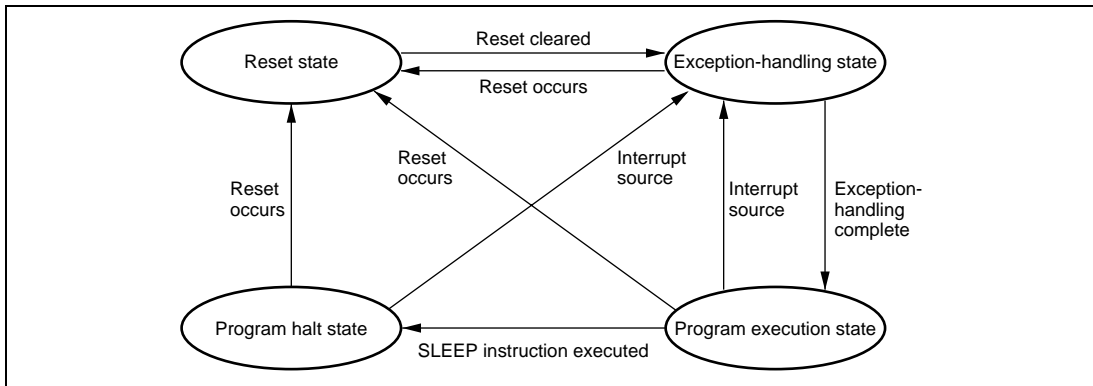 Reset cleared
Reset state
Exception-handling state
Reset occurs
Reset
occurs
Interrupt
source
Reset
occurs
Interrupt
source
Exception-
handling
complete
Program halt state
Program execution state
SLEEP instruction executed